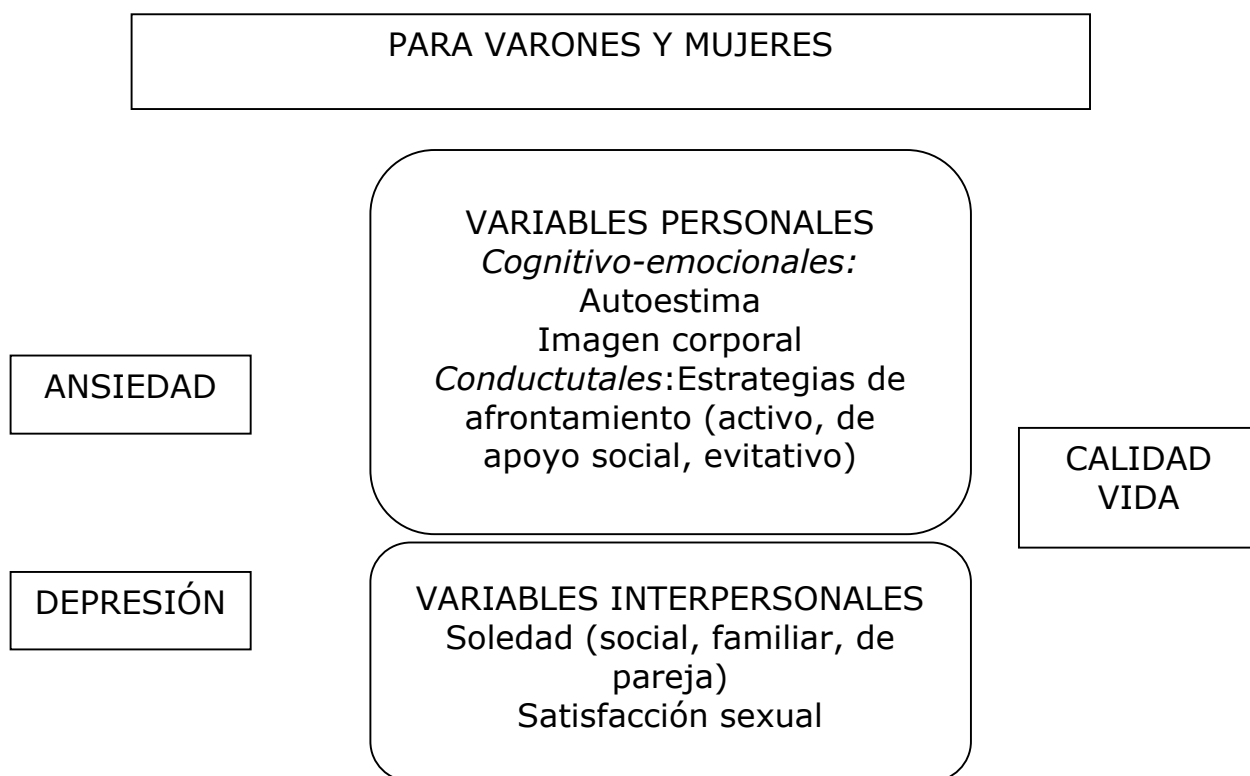 PARA VARONES Y MUJERES
VARIABLES PERSONALES
Cognitivo-emocionales:
Autoestima
Imagen corporal
Conductutales:Estrategias de
afrontamiento (activo, de
apoyo social, evitativo)
ANSIEDAD
CALIDAD
VIDA
DEPRESIÓN
VARIABLES INTERPERSONALES
Soledad (social, familiar, de
pareja)
Satisfacción sexual